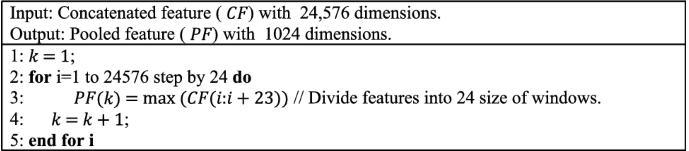 Input: Concatenated feature ( CF) with 24,576 dimensions.
Output: Pooled feature ( PF) with 1024 dimensions.
1: k = 1;
2: for i=1 to 24576 step by 24 do
3: PF(k) = max (CF(i:i + 23)) // Divide features into 24 size of windows.
4: k = k + 1;
5: end for i